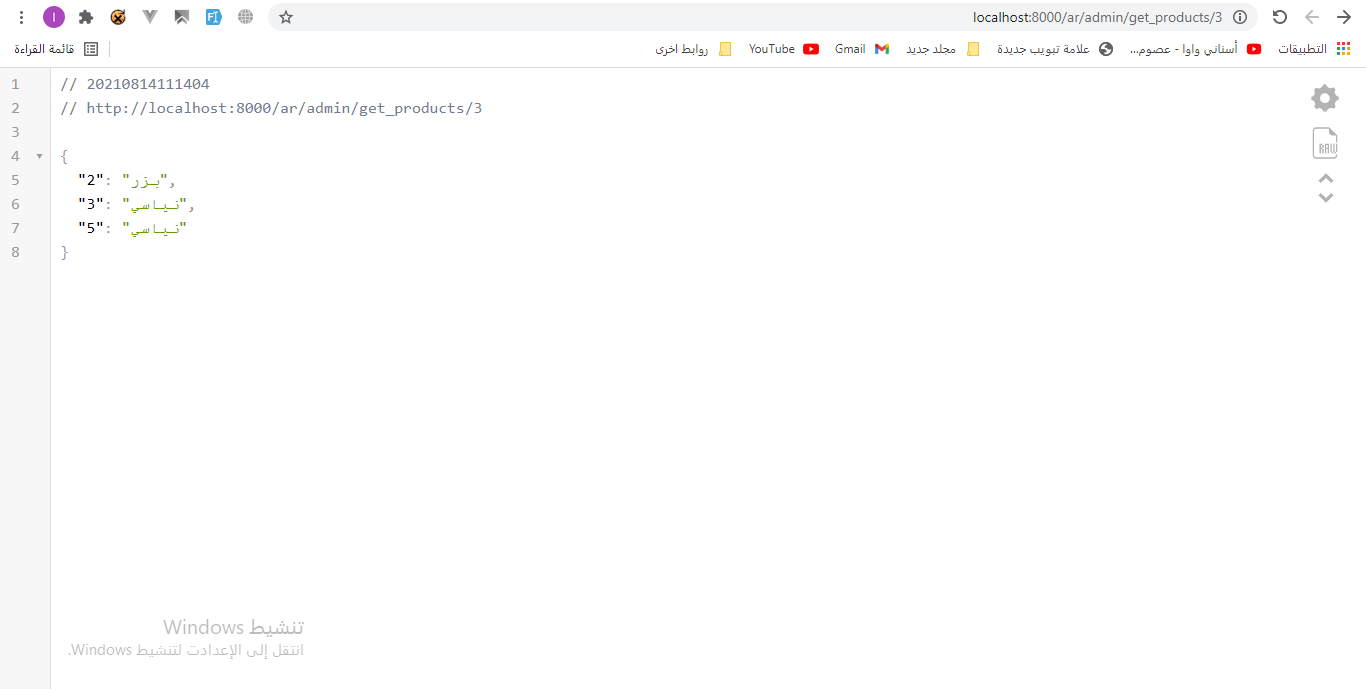 I
localhost:8000/ar/admin/get_products/3
التطبيقات
أسناني واوا - عصوم...
علامة تبويب جديدة
مجلد جديد
Gmail
YouTube
روابط اخرى
قائمة القراءة
1 // 20210814111404
2 // http://localhost:8000/ar/admin/get_products/3
3
4 {
5 "2": "بزر",
6 "3": "نياسي",
7 "5": "نياسي"
8 }
RAW
تنشيط Windows
انتقل إلى الإعدادت لتنشيط Windows.